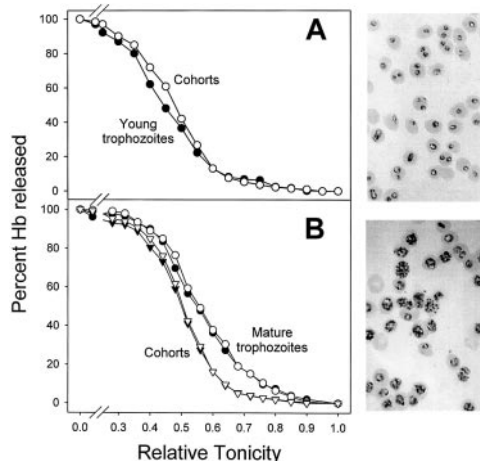 A
100
80
60
40
20
0
Cohorts
Young
trophozoites
B
100
80
60
40
20
0
Mature
trophozoites
Cohorts
0.0 0.3 0.4 0.5 0.6 0.7 0.8 0.9 1.0
Percent Hb released
Relative Tonicity